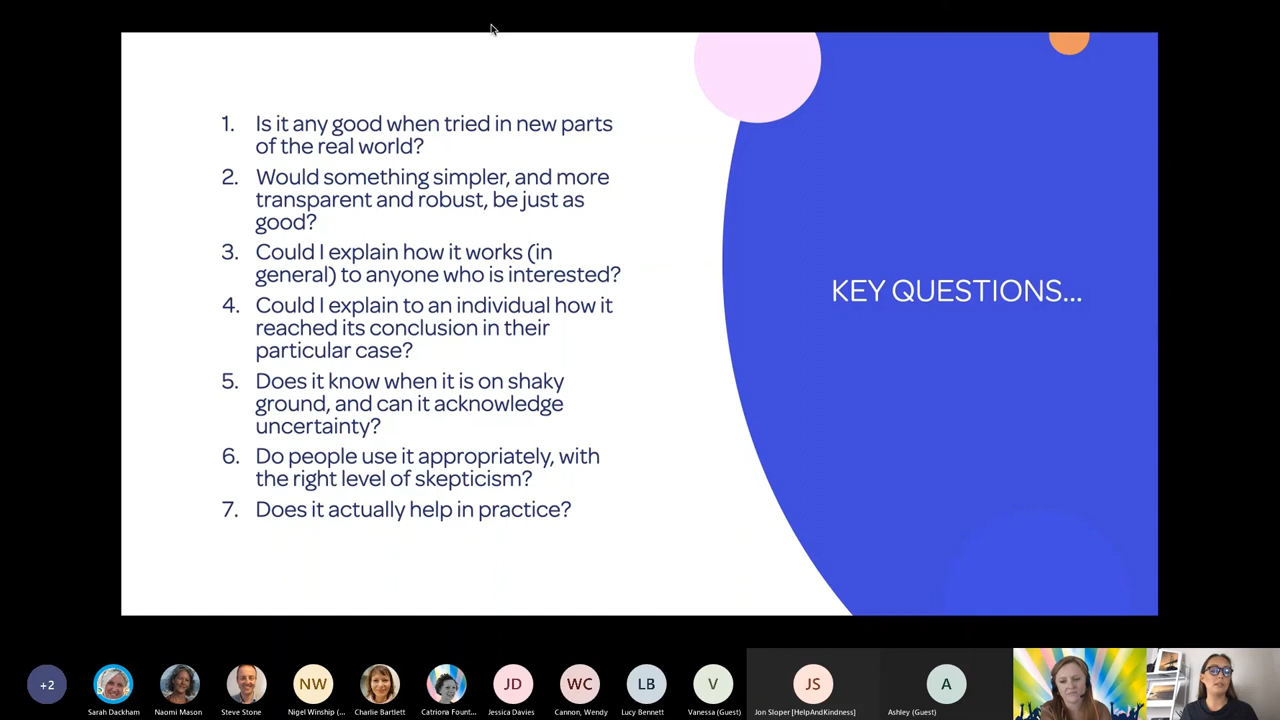 1. Is it any good when tried in new parts
of the real world?
2. Would something simpler, and more
transparent and robust, be just as
good?
3. Could I explain how it works (in
general) to anyone who is interested?
4. Could I explain to an individual how it
reached its conclusion in their
particular case?
5. Does it know when it is on shaky
ground, and can it acknowledge
uncertainty?
6. Do people use it appropriately, with
the right level of skepticism?
7. Does it actually help in practice?
KEY QUESTIONS...
+2
NW
JD
WC
LB
V
JS
A
Sarah Dackham
Naomi Mason
Steve Stone
Nigel Winship (...
Charlie Bartlett
Catriona Fount...
Jessica Davies
Cannon, Wendy
Lucy Bennett
Vanessa (Guest)
Jon Sloper [HelpAndKindness]
Ashley (Guest)